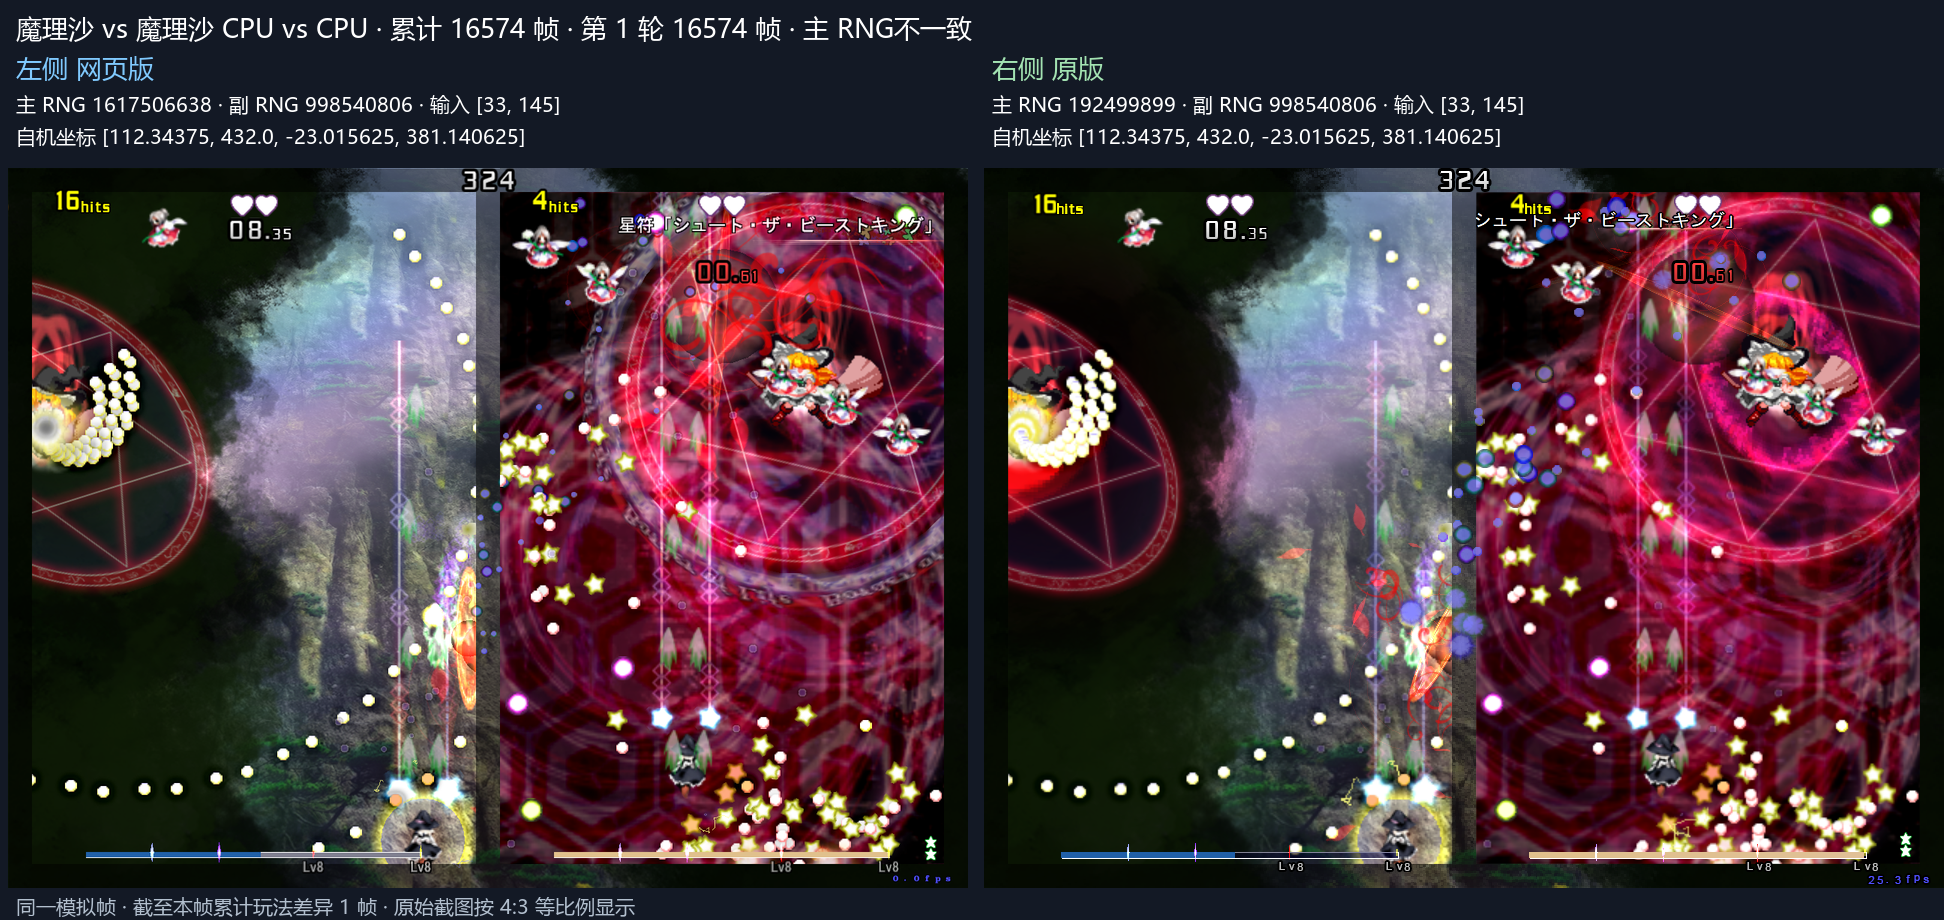 魔理沙 vs 魔理沙 CPU vs CPU · 累计 16574 帧 · 第 1 轮 16574 帧 · 主 RNG不一致
左侧 网页版
主 RNG 1617506638 · 副 RNG 998540806 · 输入 [33, 145]
自机坐标 [112.34375, 432.0, -23.015625, 381.140625]
右侧 原版
主 RNG 192499899 · 副 RNG 998540806 · 输入 [33, 145]
自机坐标 [112.34375, 432.0, -23.015625, 381.140625]
324
16hits
08.35
4hits
星符「シュート・ザ・ビーストキング」
00.61
Lv8
Lv8
Lv8
Lv8
0.0fps
324
16hits
08.35
4hits
シュート・ザ・ビーストキング」
00.61
Lv8
Lv8
Lv8
Lv8
25.3fps
同一模拟帧 · 截至本帧累计玩法差异 1 帧 · 原始截图按 4:3 等比例显示